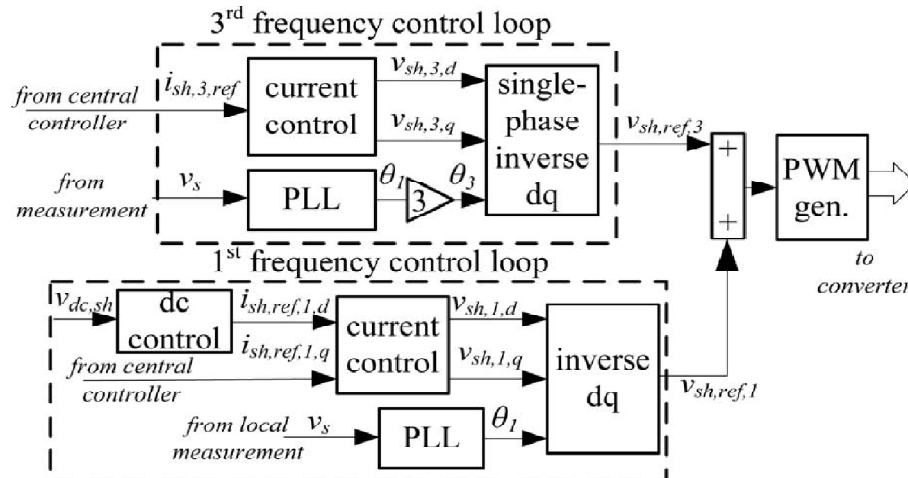 3rd frequency control loop
from central
controller
ish,3,ref
current
control
vsh,3,d
vsh,3,q
single-
phase
inverse
dq
vsh,ref,3
from
measurement
vs
PLL
θ1
3
θ3
+
+
PWM
gen.
to
converter
1st frequency control loop
vdc,sh
dc
control
ish,ref,1,d
ish,ref,1,q
from central
controller
current
control
vsh,1,d
vsh,1,q
inverse
dq
vsh,ref,1
from local
measurement
vs
PLL
θ1